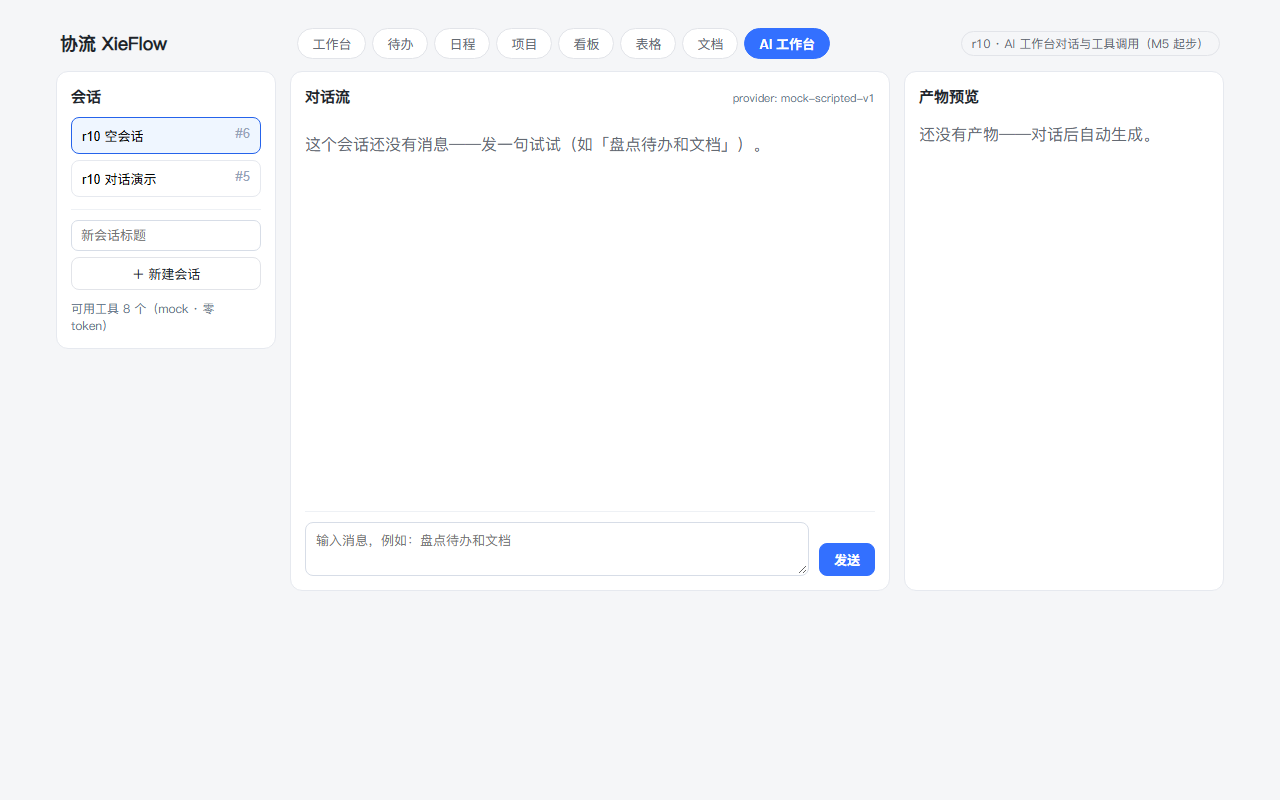 协流 XieFlow
工作台
待办
日程
项目
看板
表格
文档
AI 工作台
r10 · AI 工作台对话与工具调用（M5 起步）
会话
r10 空会话 #6
r10 对话演示 #5
新会话标题
＋ 新建会话
可用工具 8 个（mock · 零
token）
对话流
provider: mock-scripted-v1
这个会话还没有消息——发一句试试（如「盘点待办和文档」）。
输入消息，例如：盘点待办和文档
发送
产物预览
还没有产物——对话后自动生成。